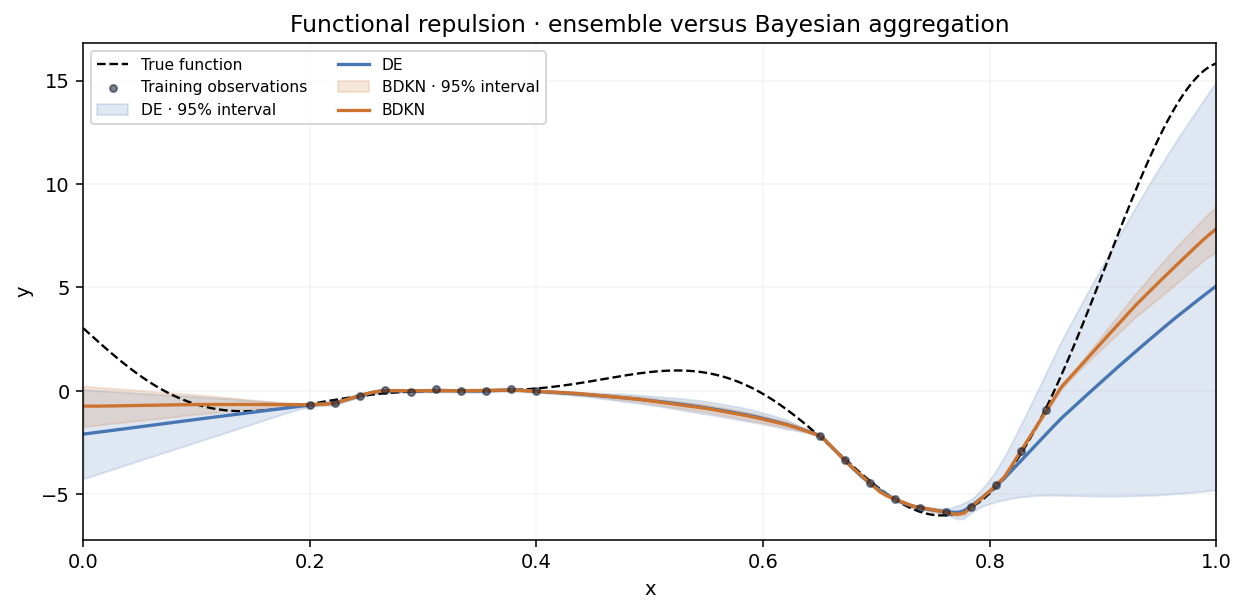 Functional repulsion · ensemble versus Bayesian aggregation
True function
Training observations
DE · 95% interval
DE
BDKN · 95% interval
BDKN
y
15
10
5
0
−5
0.0 0.2 0.4 0.6 0.8 1.0
x